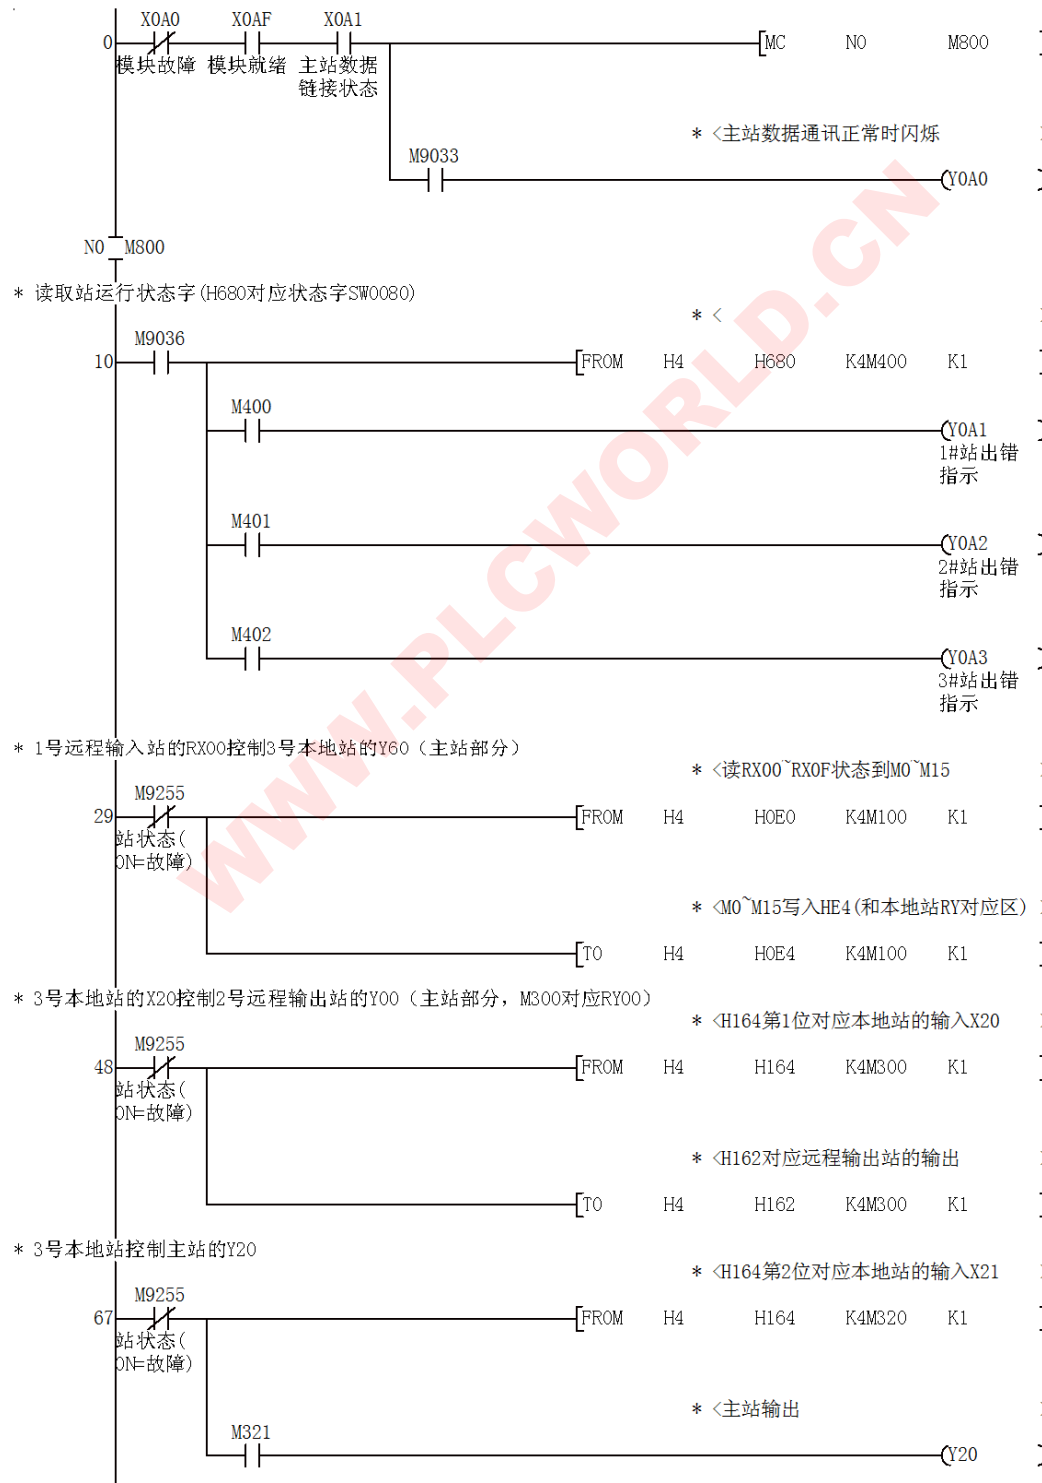 X0A0 X0AF X0A1
0 MC N0 M800
模块故障 模块就绪 主站数据
链接状态
* <主站数据通讯正常时闪烁
M9033
Y0A0
N0 M800
* 读取站运行状态字(H680对应状态字SW0080)
* <
M9036
10 FROM H4 H680 K4M400 K1
M400
Y0A1
1#站出错
指示
M401
Y0A2
2#站出错
指示
M402
Y0A3
3#站出错
指示
* 1号远程输入站的RX00控制3号本地站的Y60（主站部分）
* <读RX00~RX0F状态到M0~M15
M9255
29 FROM H4 H0E0 K4M100 K1
站状态(
ON=故障)
* <M0~M15写入HE4(和本地站RY对应区)
TO H4 H0E4 K4M100 K1
* 3号本地站的X20控制2号远程输出站的Y00（主站部分，M300对应RY00）
* <H164第1位对应本地站的输入X20
M9255
48 FROM H4 H164 K4M300 K1
站状态(
ON=故障)
* <H162对应远程输出站的输出
TO H4 H162 K4M300 K1
* 3号本地站控制主站的Y20
* <H164第2位对应本地站的输入X21
M9255
67 FROM H4 H164 K4M320 K1
站状态(
ON=故障)
* <主站输出
M321
Y20
WWW.PLCWORLD.CN